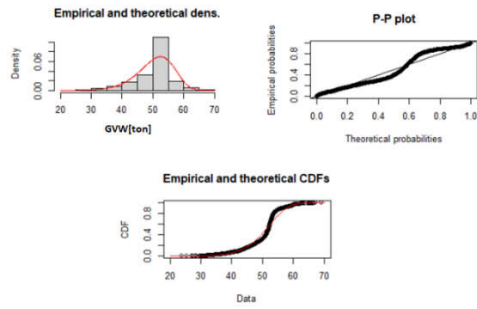 Empirical and theoretical dens.
Density
0.00 0.06
20 30 40 50 60 70
GVW[ton]
P-P plot
Empirical probabilities
0.0 0.4 0.8
0.0 0.2 0.4 0.6 0.8 1.0
Theoretical probabilities
Empirical and theoretical CDFs
CDF
0.0 0.4 0.8
20 30 40 50 60 70
Data